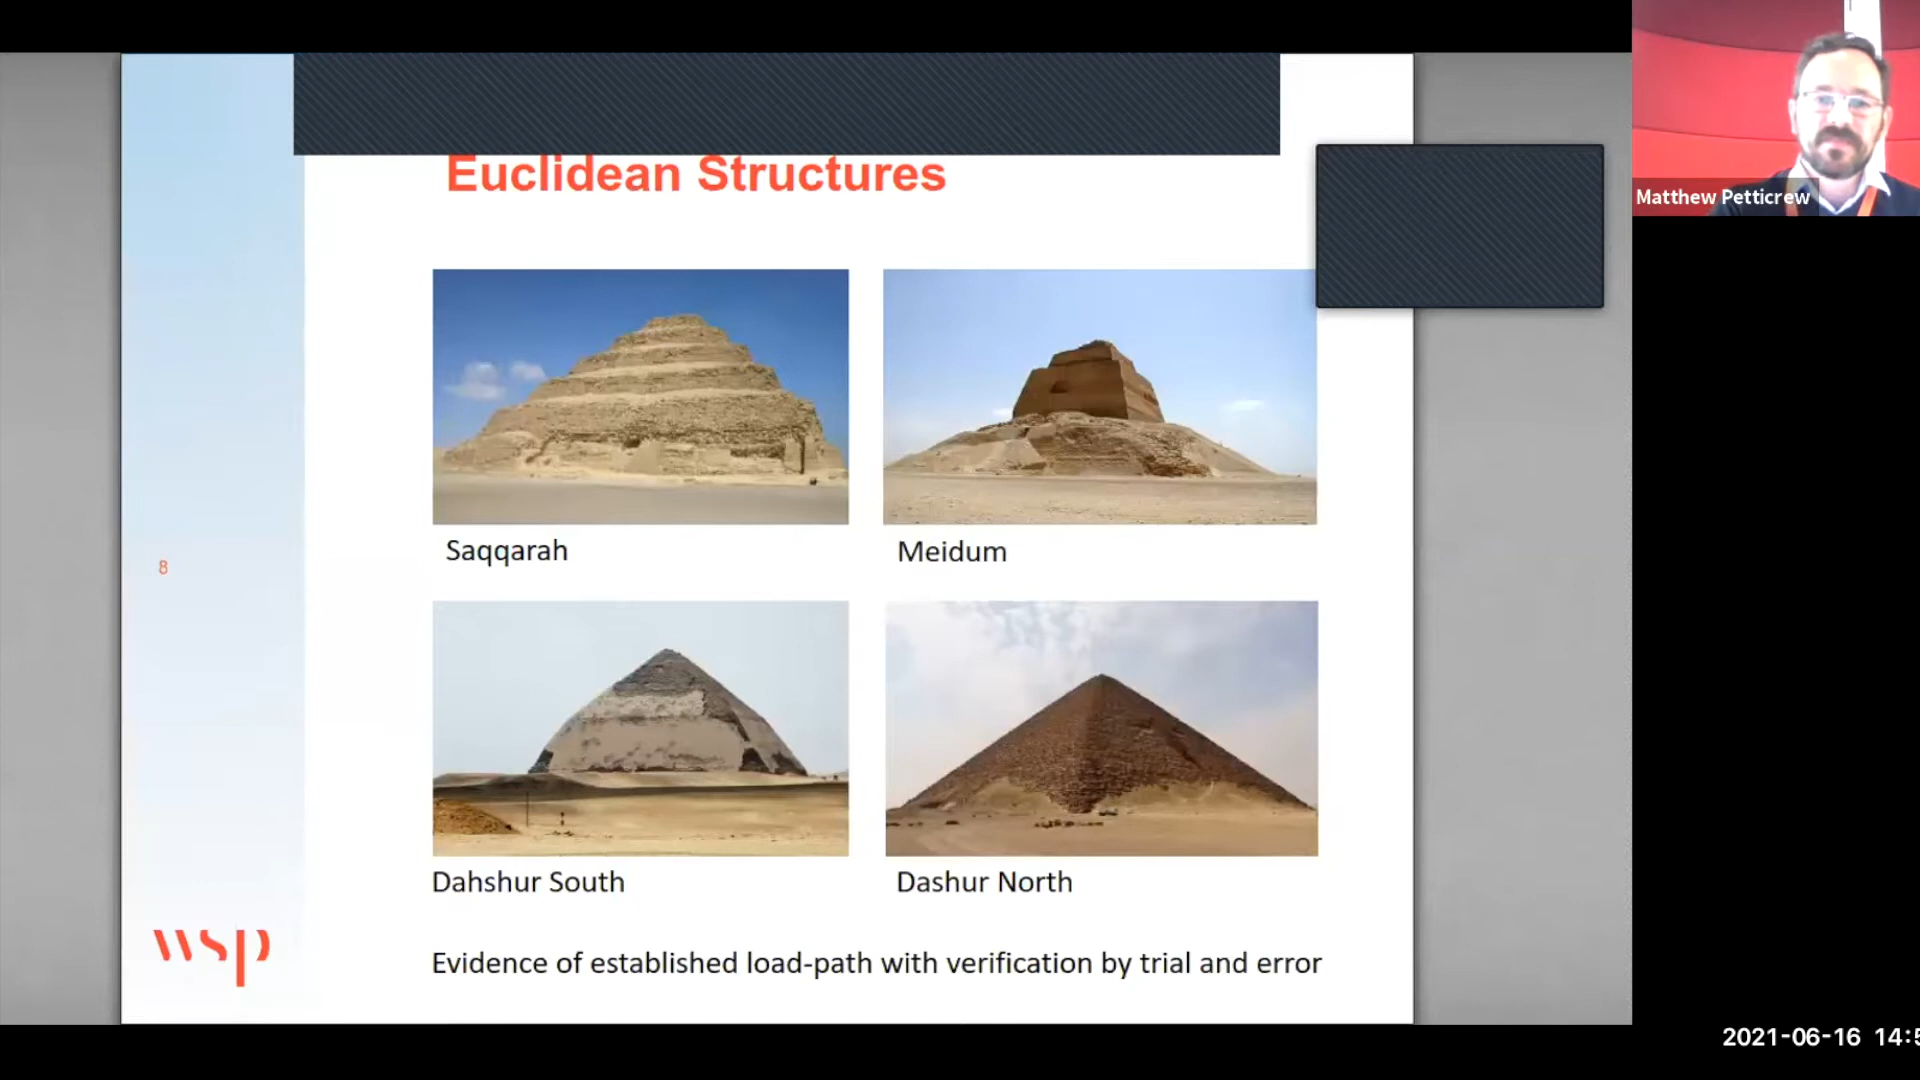 Euclidean Structures
Matthew Petticrew
Saqqarah
Meidum
8
Dahshur South
Dashur North
wsp
Evidence of established load-path with verification by trial and error
2021-06-16 14:5